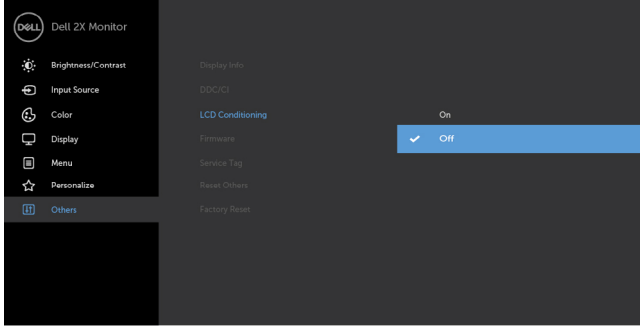 DELL
Dell 2X Monitor
Brightness/Contrast
Input Source
Color
Display
Menu
Personalize
Others
Display Info
DDC/CI
LCD Conditioning
Firmware
Service Tag
Reset Others
Factory Reset
On
Off